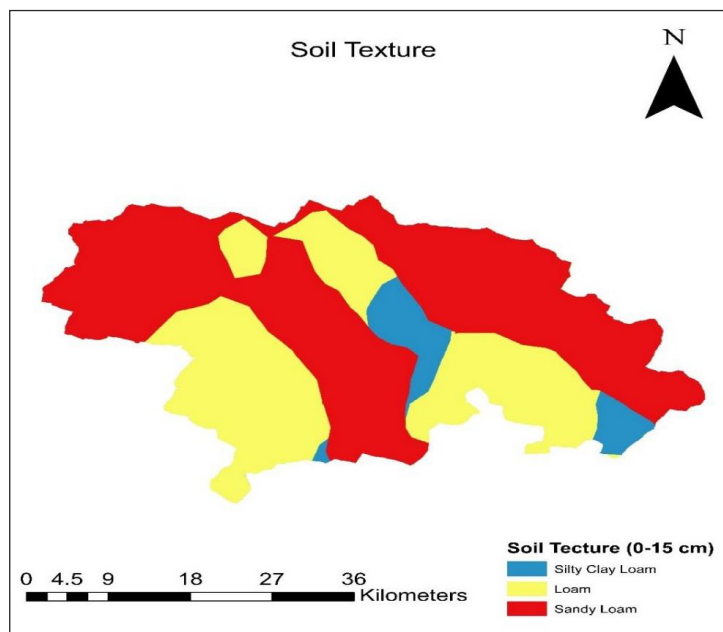 Soil Texture
N
Soil Tecture (0-15 cm)
Silty Clay Loam
Loam
Sandy Loam
0 4.5 9 18 27 36
Kilometers